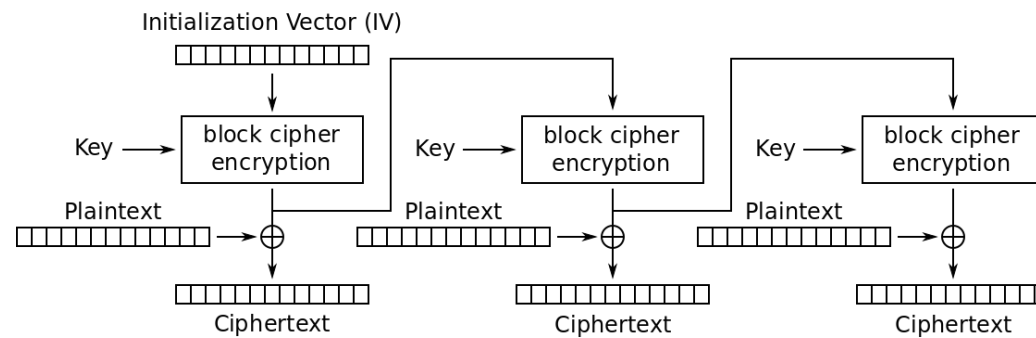 Initialization Vector (IV)
Key
block cipher
encryption
Key
block cipher
encryption
Key
block cipher
encryption
Plaintext
Plaintext
Plaintext
Ciphertext
Ciphertext
Ciphertext